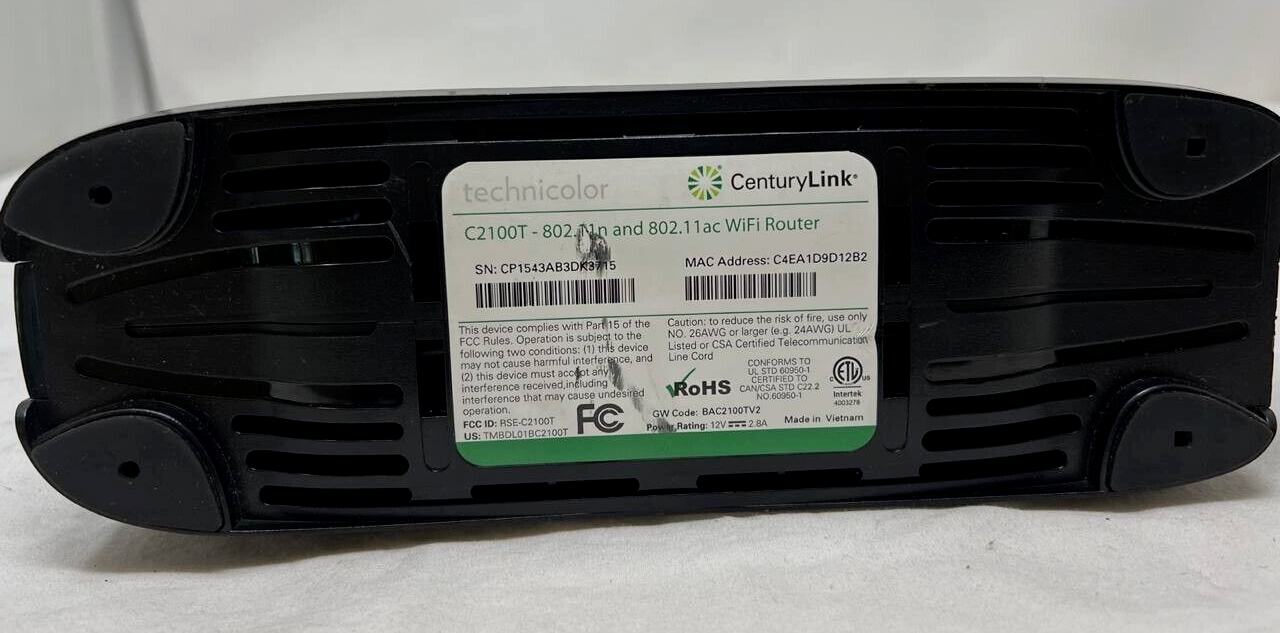 technicolor
CenturyLink®
C2100T - 802.11n and 802.11ac WiFi Router
SN: CP1543AB3DK3715
MAC Address: C4EA1D9D12B2
This device complies with Part 15 of the
FCC Rules. Operation is subject to the
following two conditions: (1) this device
may not cause harmful interference, and
(2) this device must accept any
interference received,including
interference that may cause undesired
operation.
FCC ID: RSE-C2100T
US: TMBDL01BC2100T
FC
Caution: to reduce the risk of fire, use only
NO. 26AWG or larger (e.g. 24AWG) UL
Listed or CSA Certified Telecommunication
Line Cord
RoHS
CONFORMS TO
UL STD 60950-1
CERTIFIED TO
CAN/CSA STD C22.2
NO.60950-1
C ETL US
Intertek
4003278
GW Code: BAC2100TV2
Power Rating: 12V 2.8A
Made in Vietnam